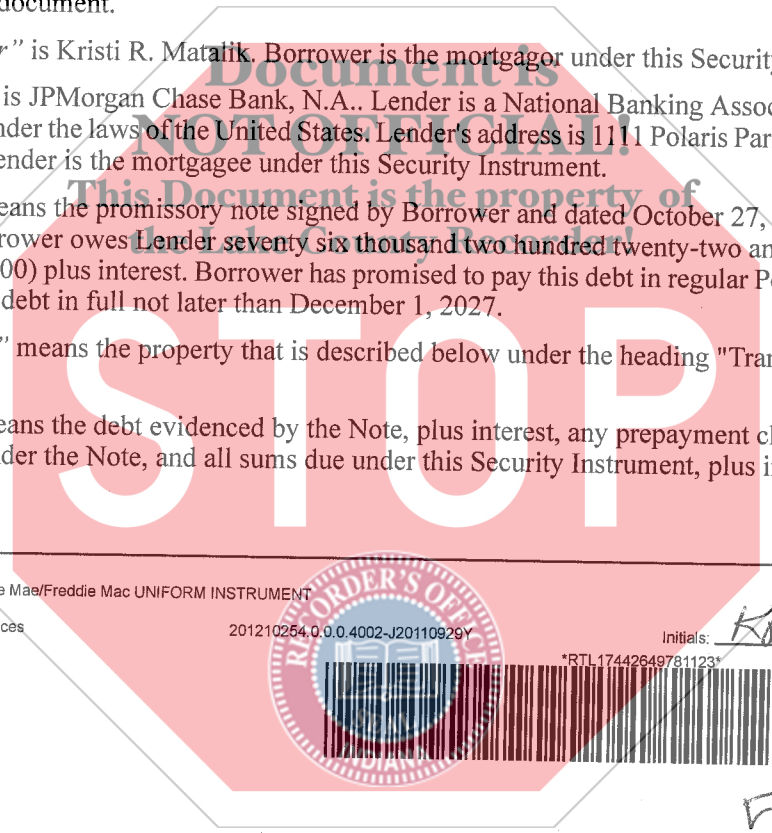 document.
r” is Kristi R. Matalik. Borrower is the mortgagor under this Security
Document is
is JPMorgan Chase Bank, N.A.. Lender is a National Banking Assoc
nder the laws of the United States. Lender's address is 1111 Polaris Par
NOT OFFICIAL!
ender is the mortgagee under this Security Instrument.
This Document is the property of
eans the promissory note signed by Borrower and dated October 27,
rower owes Lender seventy six thousand two hundred twenty-two an
the Lake County Recorder!
00) plus interest. Borrower has promised to pay this debt in regular Pe
debt in full not later than December 1, 2027.
” means the property that is described below under the heading "Tran
STOP
eans the debt evidenced by the Note, plus interest, any prepayment c
der the Note, and all sums due under this Security Instrument, plus i
e Mae/Freddie Mac UNIFORM INSTRUMENT
RECORDER'S OFFICE
ces
201210254.0.0.0.4002-J20110929Y
Initials:
*RTL17442649781123*
SEAL
INDIANA